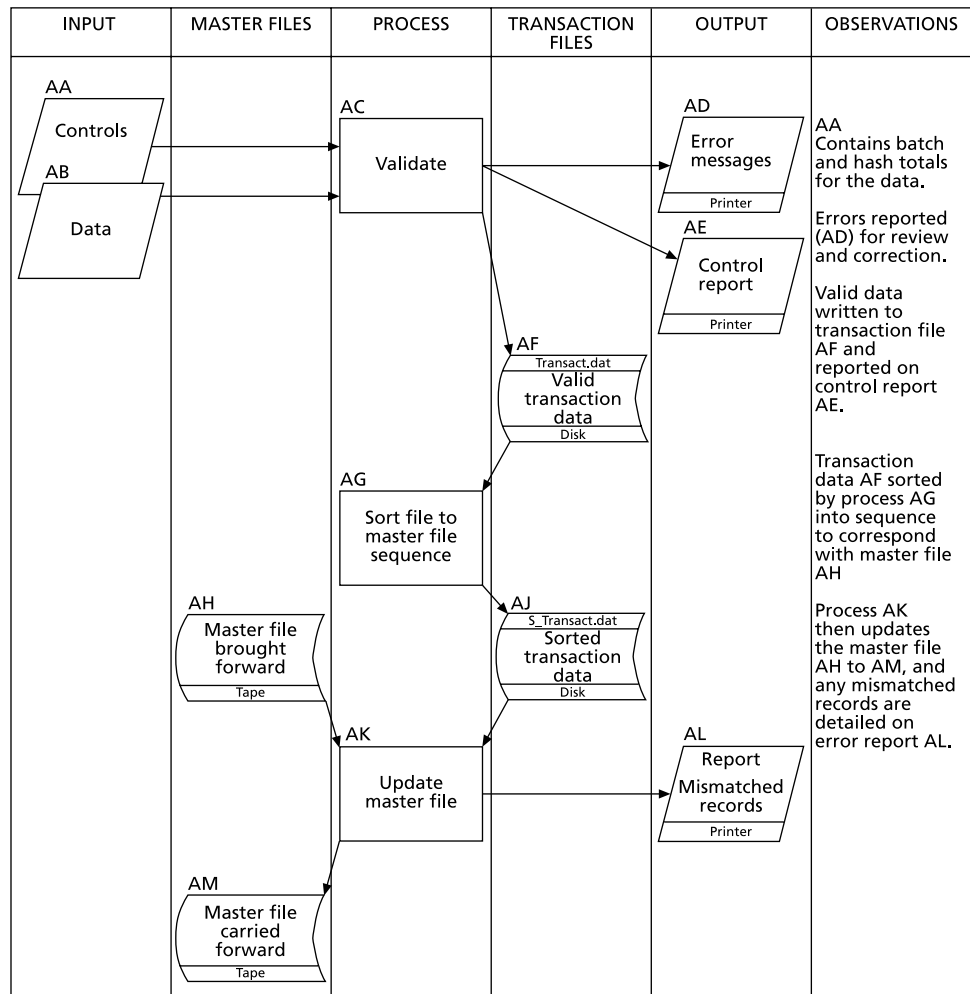 INPUT
MASTER FILES
PROCESS
TRANSACTION
FILES
OUTPUT
OBSERVATIONS
AA
Controls
AB
Data
AC
Validate
AD
Error
messages
Printer
AE
Control
report
Printer
AF
Transact.dat
Valid
transaction
data
Disk
AG
Sort file to
master file
sequence
AH
Master file
brought
forward
Tape
AJ
S_Transact.dat
Sorted
transaction
data
Disk
AK
Update
master file
AL
Report
Mismatched
records
Printer
AM
Master file
carried
forward
Tape
AA
Contains batch
and hash totals
for the data.
Errors reported
(AD) for review
and correction.
Valid data
written to
transaction file
AF and
reported on
control report
AE.
Transaction
data AF sorted
by process AG
into sequence
to correspond
with master file
AH
Process AK
then updates
the master file
AH to AM, and
any mismatched
records are
detailed on
error report AL.